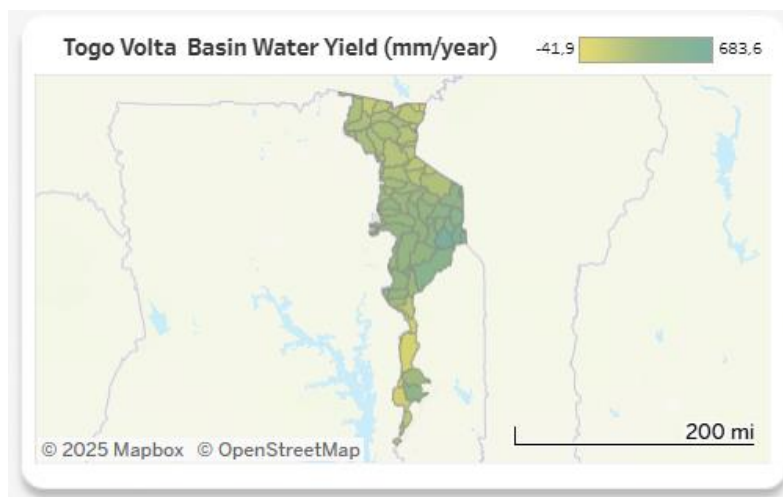 Togo Volta Basin Water Yield (mm/year)
-41,9 683,6
200 mi
© 2025 Mapbox © OpenStreetMap